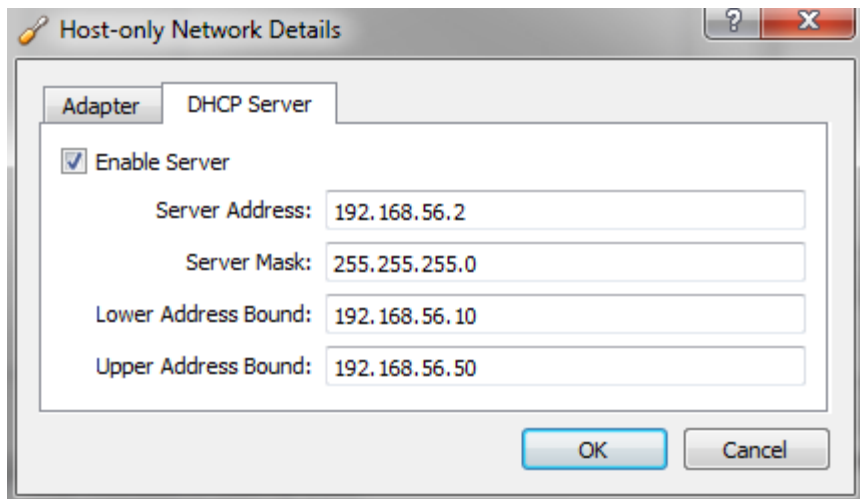 Host-only Network Details
?
Adapter DHCP Server
Enable Server
Server Address: 192.168.56.2
Server Mask: 255.255.255.0
Lower Address Bound: 192.168.56.10
Upper Address Bound: 192.168.56.50
OK Cancel